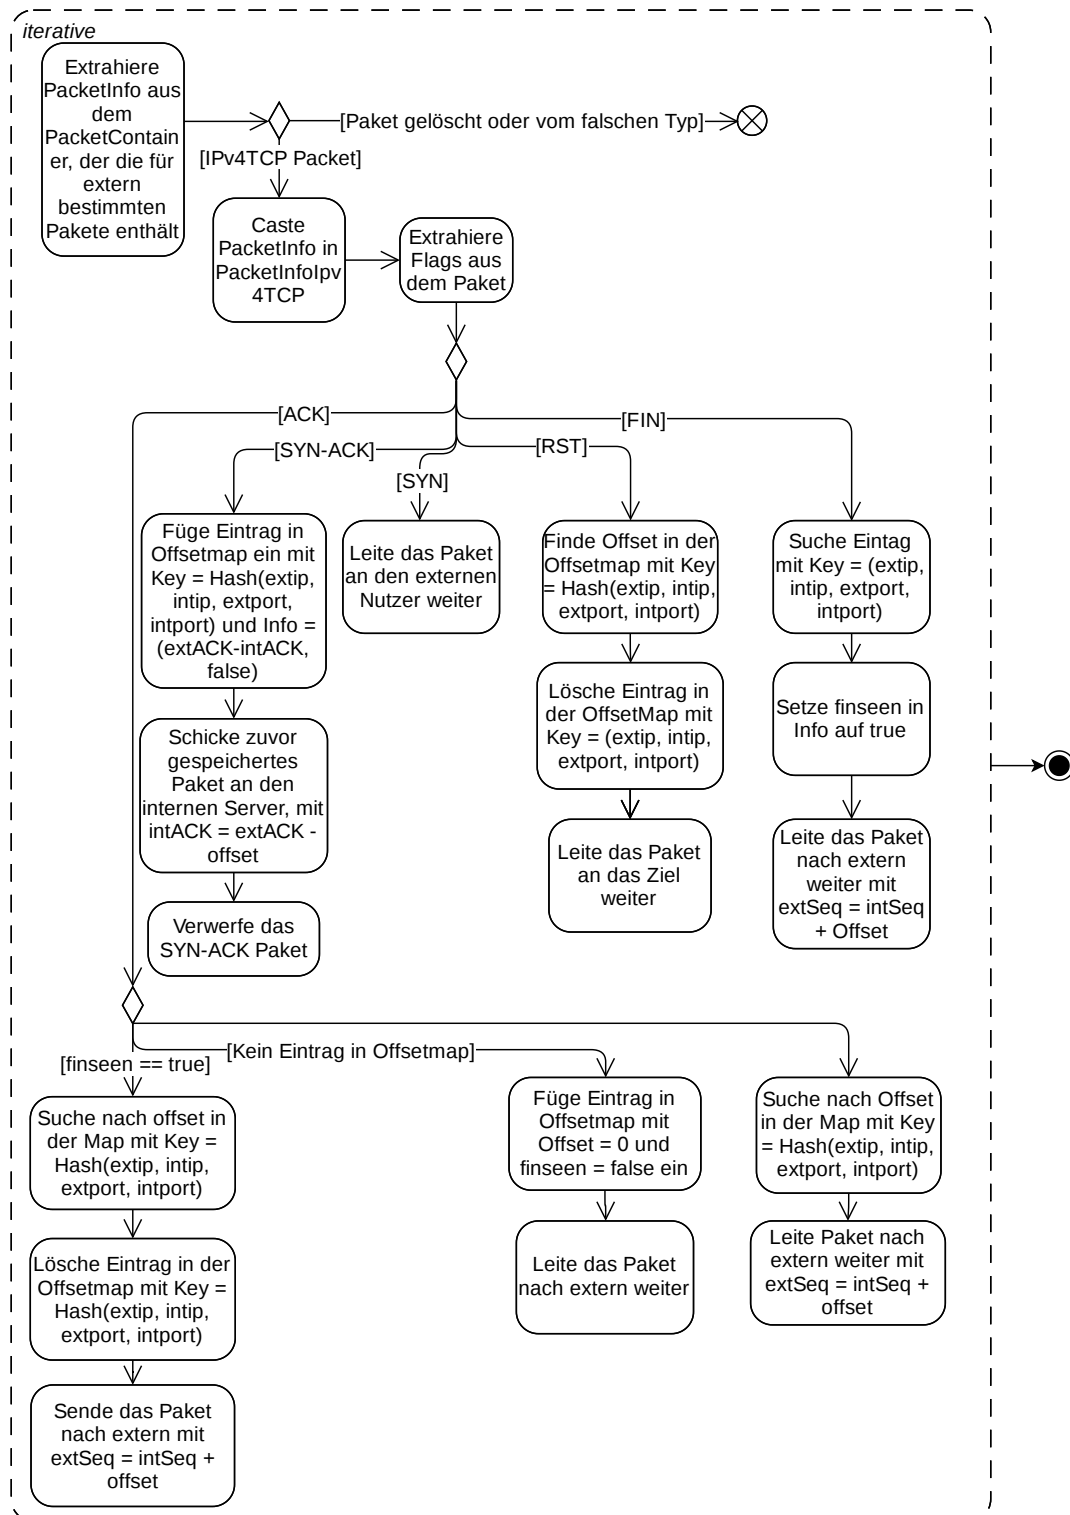 iterative
Extrahiere
PacketInfo aus
dem
PacketContain
er, der die für
extern
bestimmten
Pakete enthält
[Paket gelöscht oder vom falschen Typ]
[IPv4TCP Packet]
Caste
PacketInfo in
PacketInfoIpv
4TCP
Extrahiere
Flags aus
dem Paket
[ACK]
[SYN-ACK]
[SYN]
[RST]
[FIN]
Füge Eintrag in
Offsetmap ein mit
Key = Hash(extip,
intip, extport,
intport) und Info =
(extACK-intACK,
false)
Schicke zuvor
gespeichertes
Paket an den
internen Server, mit
intACK = extACK -
offset
Verwerfe das
SYN-ACK Paket
Leite das Paket
an den externen
Nutzer weiter
Finde Offset in der
Offsetmap mit Key
= Hash(extip, intip,
extport, intport)
Lösche Eintrag in
der OffsetMap mit
Key = (extip, intip,
extport, intport)
Leite das Paket
an das Ziel
weiter
Suche Eintag
mit Key = (extip,
intip, extport,
intport)
Setze finseen in
Info auf true
Leite das Paket
nach extern
weiter mit
extSeq = intSeq
+ Offset
[finseen == true]
[Kein Eintrag in Offsetmap]
Suche nach offset in
der Map mit Key =
Hash(extip, intip,
extport, intport)
Lösche Eintrag in der
Offsetmap mit Key =
Hash(extip, intip,
extport, intport)
Sende das Paket
nach extern mit
extSeq = intSeq +
offset
Füge Eintrag in
Offsetmap mit
Offset = 0 und
finseen = false ein
Leite das Paket
nach extern weiter
Suche nach Offset
in der Map mit Key
= Hash(extip, intip,
extport, intport)
Leite Paket nach
extern weiter mit
extSeq = intSeq +
offset